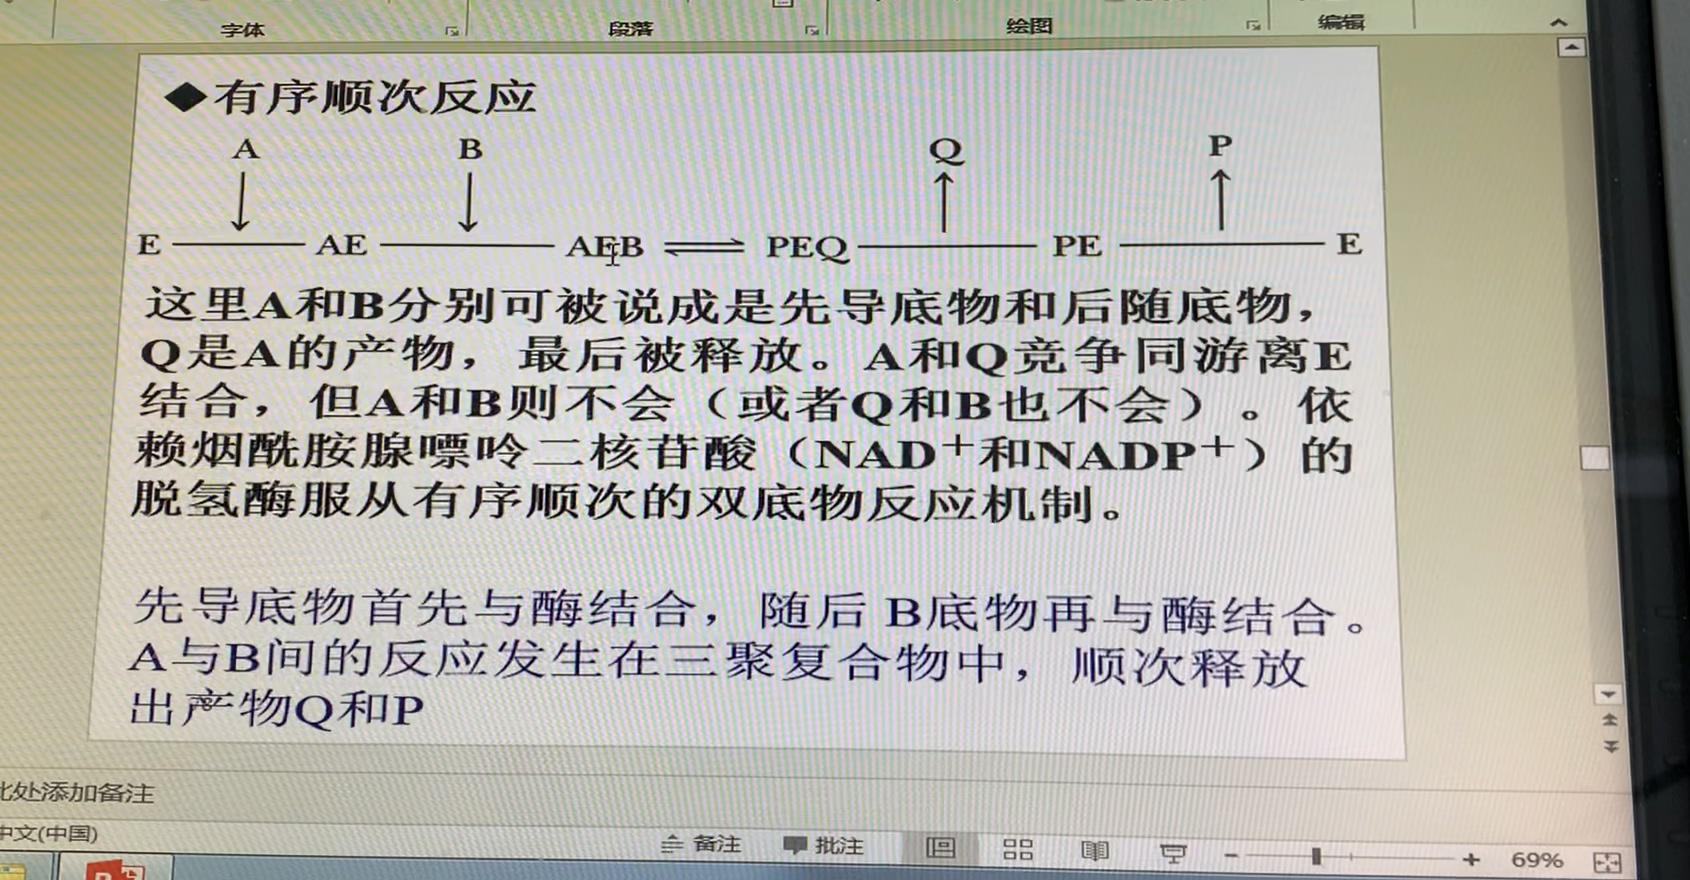 字体 段落 绘图 编辑
◆有序顺次反应
A B Q P
E AE AEB ⇌ PEQ PE E
这里A和B分别可被说成是先导底物和后随底物，
Q是A的产物，最后被释放。A和Q竞争同游离E
结合，但A和B则不会（或者Q和B也不会）。依
赖烟酰胺腺嘌呤二核苷酸（NAD＋和NADP＋）的
脱氢酶服从有序顺次的双底物反应机制。
先导底物首先与酶结合，随后 B底物再与酶结合。
A与B间的反应发生在三聚复合物中，顺次释放
出产物Q和P
此处添加备注
中文(中国)
备注 批注 69%